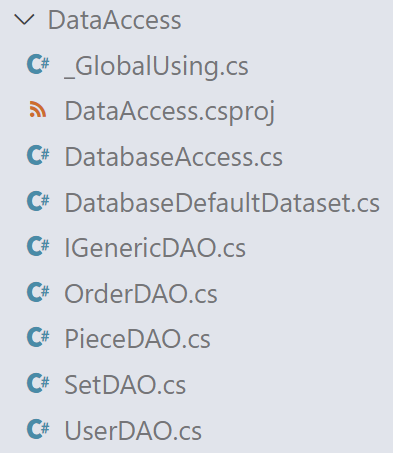 DataAccess
C# _GlobalUsing.cs
DataAccess.csproj
C# DatabaseAccess.cs
C# DatabaseDefaultDataset.cs
C# IGenericDAO.cs
C# OrderDAO.cs
C# PieceDAO.cs
C# SetDAO.cs
C# UserDAO.cs